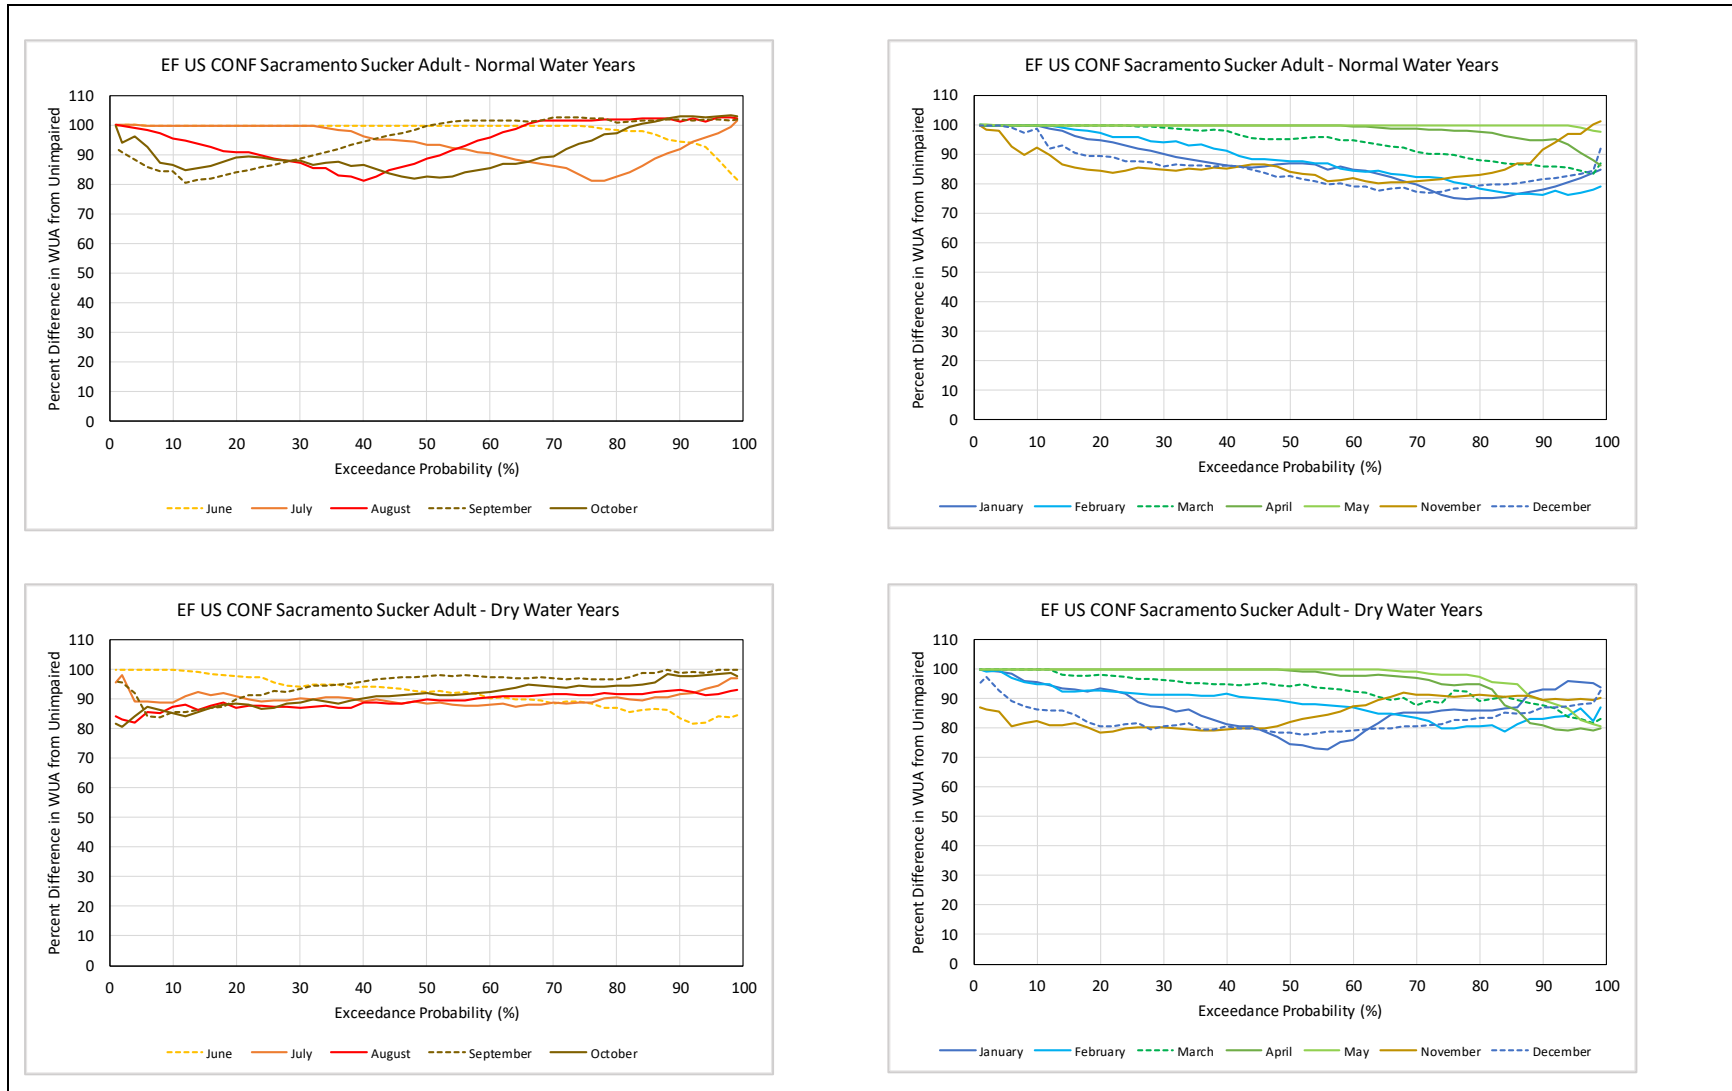 EF US CONF Sacramento Sucker Adult - Normal Water Years
Percent Difference in WUA from Unimpaired
110
100
90
80
70
60
50
40
30
20
10
0
0 10 20 30 40 50 60 70 80 90 100
Exceedance Probability (%)
June July August September October
EF US CONF Sacramento Sucker Adult - Normal Water Years
Percent Difference in WUA from Unimpaired
110
100
90
80
70
60
50
40
30
20
10
0
0 10 20 30 40 50 60 70 80 90 100
Exceedance Probability (%)
January February March April May November December
EF US CONF Sacramento Sucker Adult - Dry Water Years
Percent Difference in WUA from Unimpaired
110
100
90
80
70
60
50
40
30
20
10
0
0 10 20 30 40 50 60 70 80 90 100
Exceedance Probability (%)
June July August September October
EF US CONF Sacramento Sucker Adult - Dry Water Years
Percent Difference in WUA from Unimpaired
110
100
90
80
70
60
50
40
30
20
10
0
0 10 20 30 40 50 60 70 80 90 100
Exceedance Probability (%)
January February March April May November December